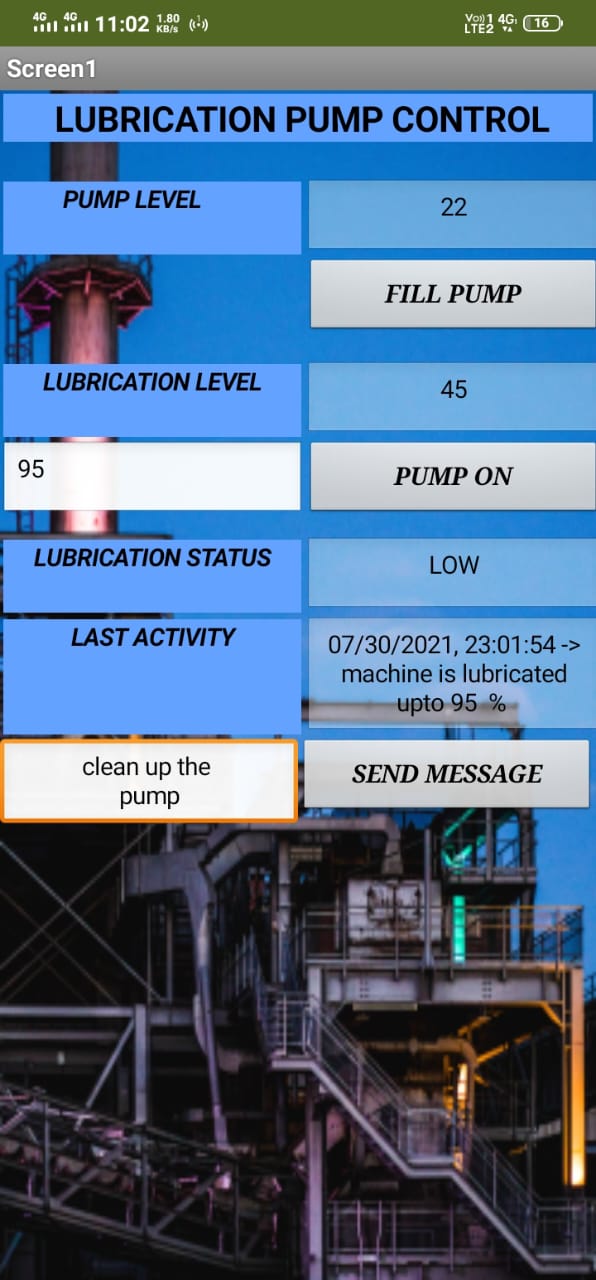 4G 4G 11:02 1.80 KB/s Vo)) 1 LTE2 4G 16
Screen1
LUBRICATION PUMP CONTROL
PUMP LEVEL 22
FILL PUMP
LUBRICATION LEVEL 45
95 PUMP ON
LUBRICATION STATUS LOW
LAST ACTIVITY
07/30/2021, 23:01:54 ->
machine is lubricated
upto 95  %
clean up the
pump
SEND MESSAGE